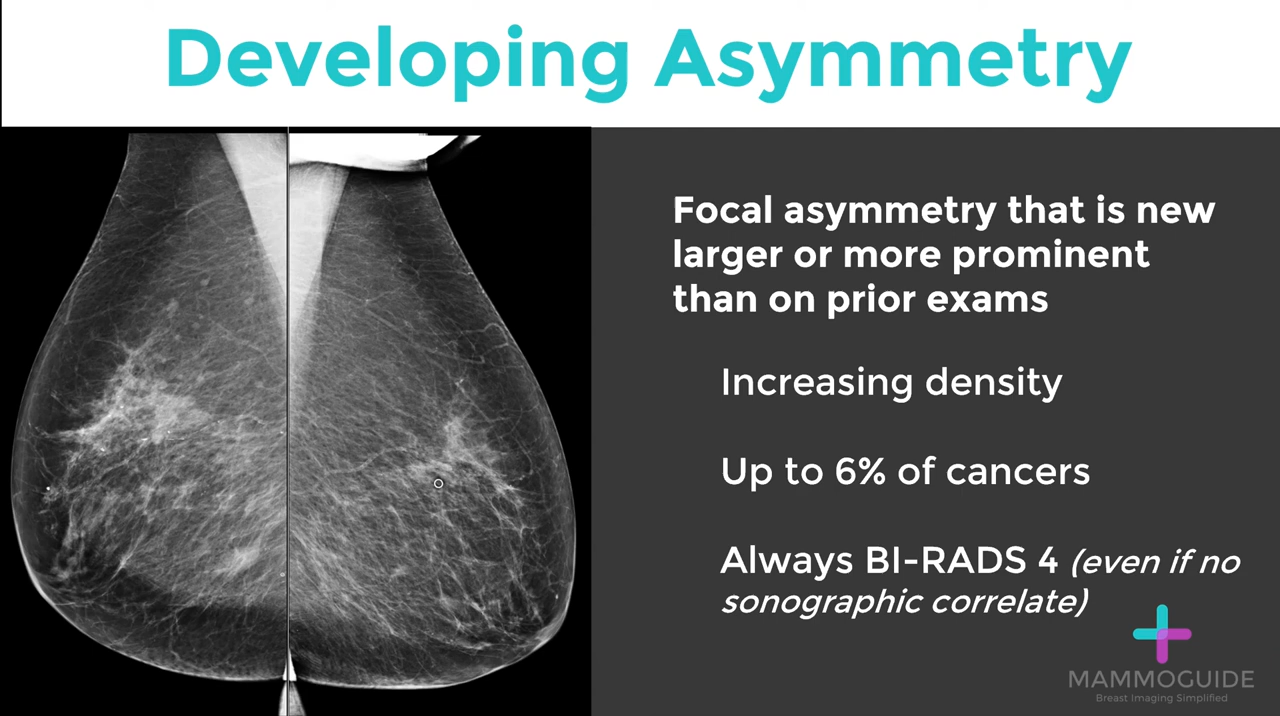 Developing Asymmetry
Focal asymmetry that is new
larger or more prominent
than on prior exams
Increasing density
Up to 6% of cancers
Always BI-RADS 4 (even if no
sonographic correlate)
MAMMOGUIDE
Breast Imaging Simplified